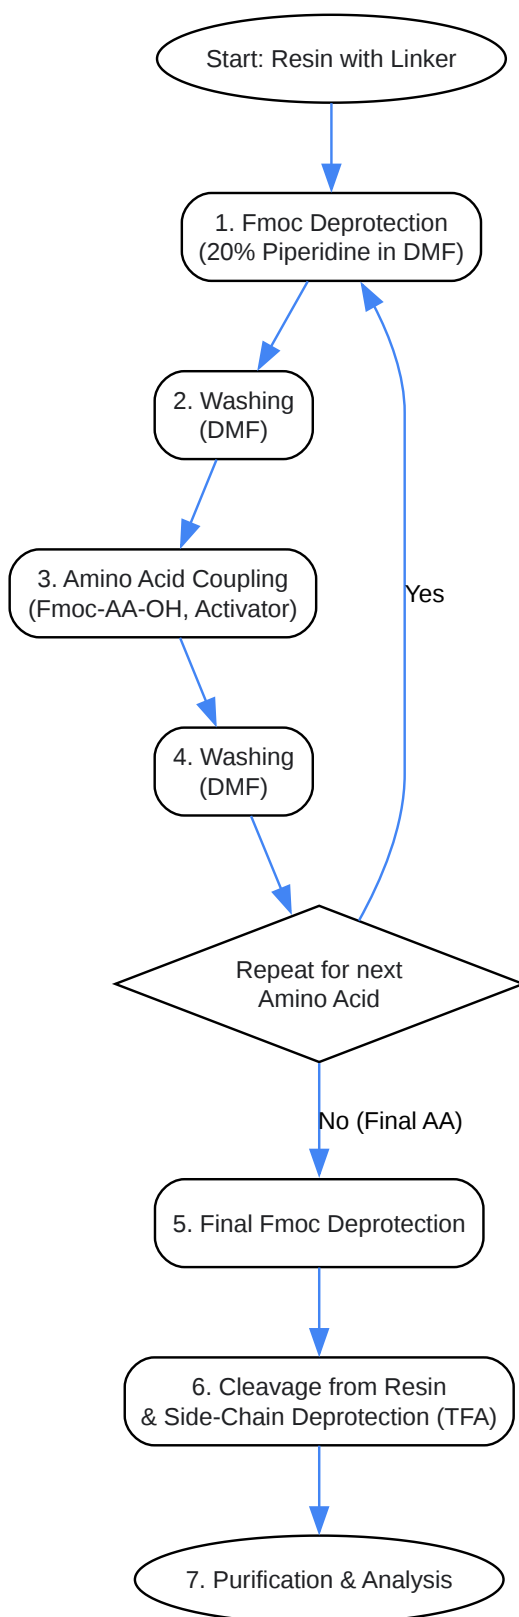 Start: Resin with Linker
1. Fmoc Deprotection
(20% Piperidine in DMF)
2. Washing
(DMF)
3. Amino Acid Coupling
(Fmoc-AA-OH, Activator)
Yes
4. Washing
(DMF)
Repeat for next
Amino Acid
No (Final AA)
5. Final Fmoc Deprotection
6. Cleavage from Resin
& Side-Chain Deprotection (TFA)
7. Purification & Analysis